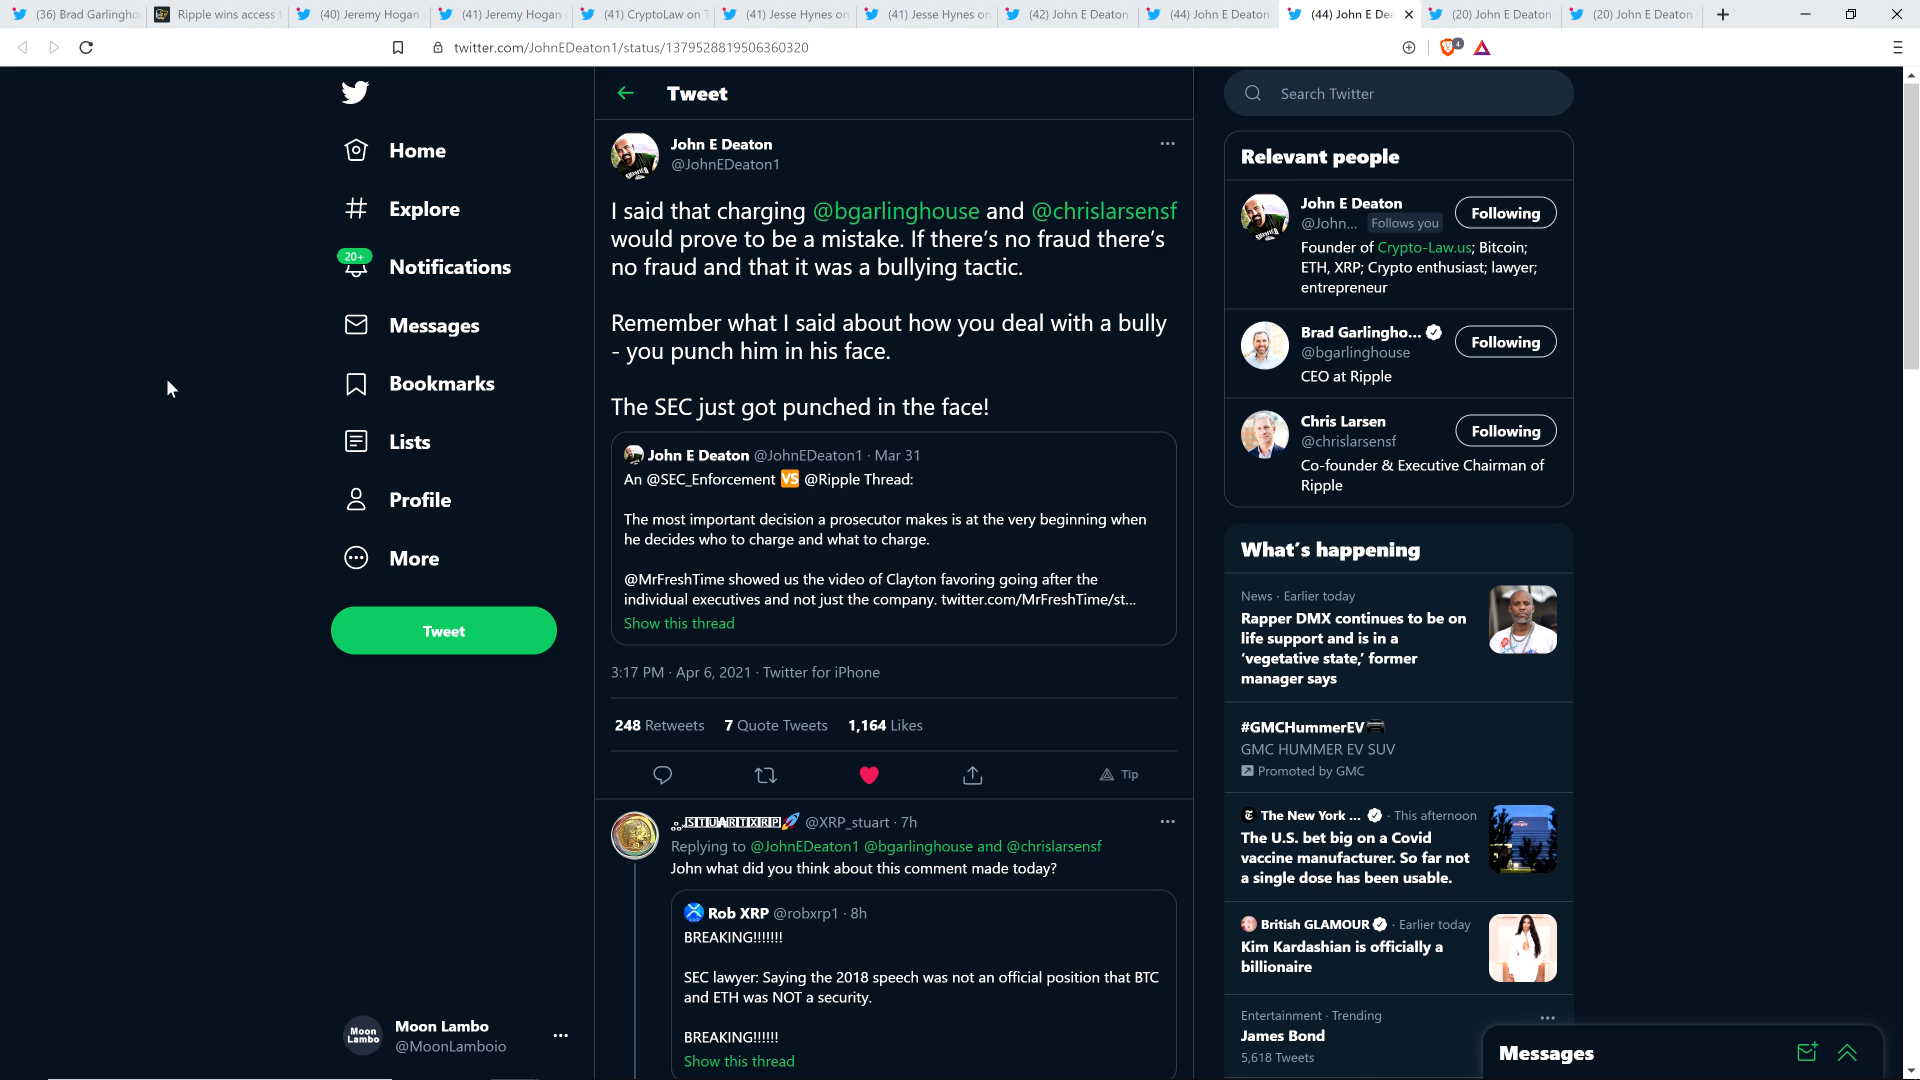 (36) Brad Garlingho
Ripple wins access
(40) Jeremy Hogan
(41) Jeremy Hogan
(41) CryptoLaw on T
(41) Jesse Hynes on
(41) Jesse Hynes on
(42) John E Deaton
(44) John E Deaton
(44) John E Dea
(20) John E Deaton
(20) John E Deaton
twitter.com/JohnEDeaton1/status/1379528819506360320
4
Home
Explore
20+
Notifications
Messages
Bookmarks
Lists
Profile
More
Tweet
Moon Lambo
Moon Lambo
@MoonLamboio
Tweet
John E Deaton
@JohnEDeaton1
I said that charging @bgarlinghouse and @chrislarsensf
would prove to be a mistake. If there's no fraud there's
no fraud and that it was a bullying tactic.
Remember what I said about how you deal with a bully
- you punch him in his face.
The SEC just got punched in the face!
John E Deaton @JohnEDeaton1 · Mar 31
An @SEC_Enforcement 🆚 @Ripple Thread:
The most important decision a prosecutor makes is at the very beginning when
he decides who to charge and what to charge.
@MrFreshTime showed us the video of Clayton favoring going after the
individual executives and not just the company. twitter.com/MrFreshTime/st...
Show this thread
3:17 PM · Apr 6, 2021 · Twitter for iPhone
248 Retweets 7 Quote Tweets 1,164 Likes
Tip
@XRP_stuart · 7h
Replying to @JohnEDeaton1 @bgarlinghouse and @chrislarsensf
John what did you think about this comment made today?
Rob XRP @robxrp1 · 8h
BREAKING!!!!!!!
SEC lawyer: Saying the 2018 speech was not an official position that BTC
and ETH was NOT a security.
BREAKING!!!!!!
Show this thread
Search Twitter
Relevant people
John E Deaton
@John... Follows you
Following
Founder of Crypto-Law.us; Bitcoin;
ETH, XRP; Crypto enthusiast; lawyer;
entrepreneur
Brad Garlingho...
@bgarlinghouse
Following
CEO at Ripple
Chris Larsen
@chrislarsensf
Following
Co-founder & Executive Chairman of
Ripple
What's happening
News · Earlier today
Rapper DMX continues to be on
life support and is in a
'vegetative state,' former
manager says
#GMCHummerEV
GMC HUMMER EV SUV
Promoted by GMC
The New York ... · This afternoon
The U.S. bet big on a Covid
vaccine manufacturer. So far not
a single dose has been usable.
British GLAMOUR · Earlier today
Kim Kardashian is officially a
billionaire
Entertainment · Trending
James Bond
5,618 Tweets
Messages